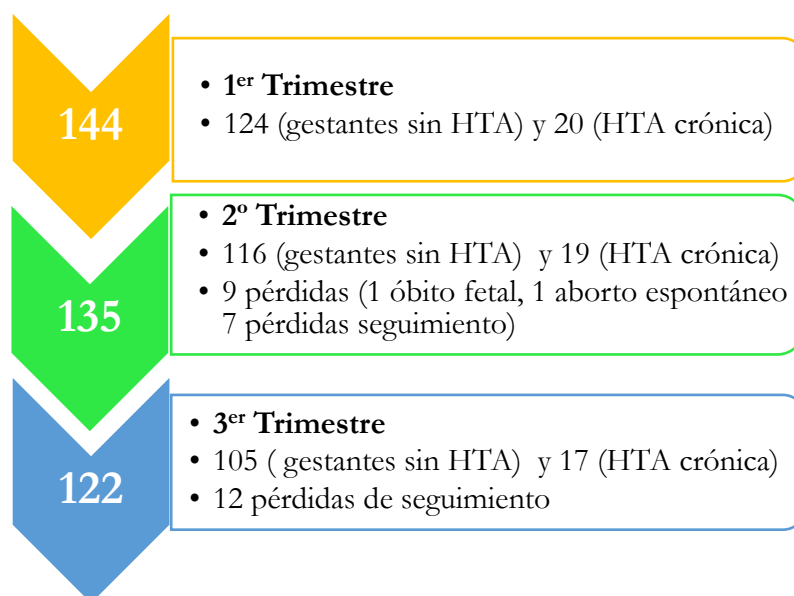 144
• 1er Trimestre
• 124 (gestantes sin HTA) y 20 (HTA crónica)
135
• 2º Trimestre
• 116 (gestantes sin HTA) y 19 (HTA crónica)
• 9 pérdidas (1 óbito fetal, 1 aborto espontáneo
7 pérdidas seguimiento)
122
• 3er Trimestre
• 105 ( gestantes sin HTA) y 17 (HTA crónica)
• 12 pérdidas de seguimiento